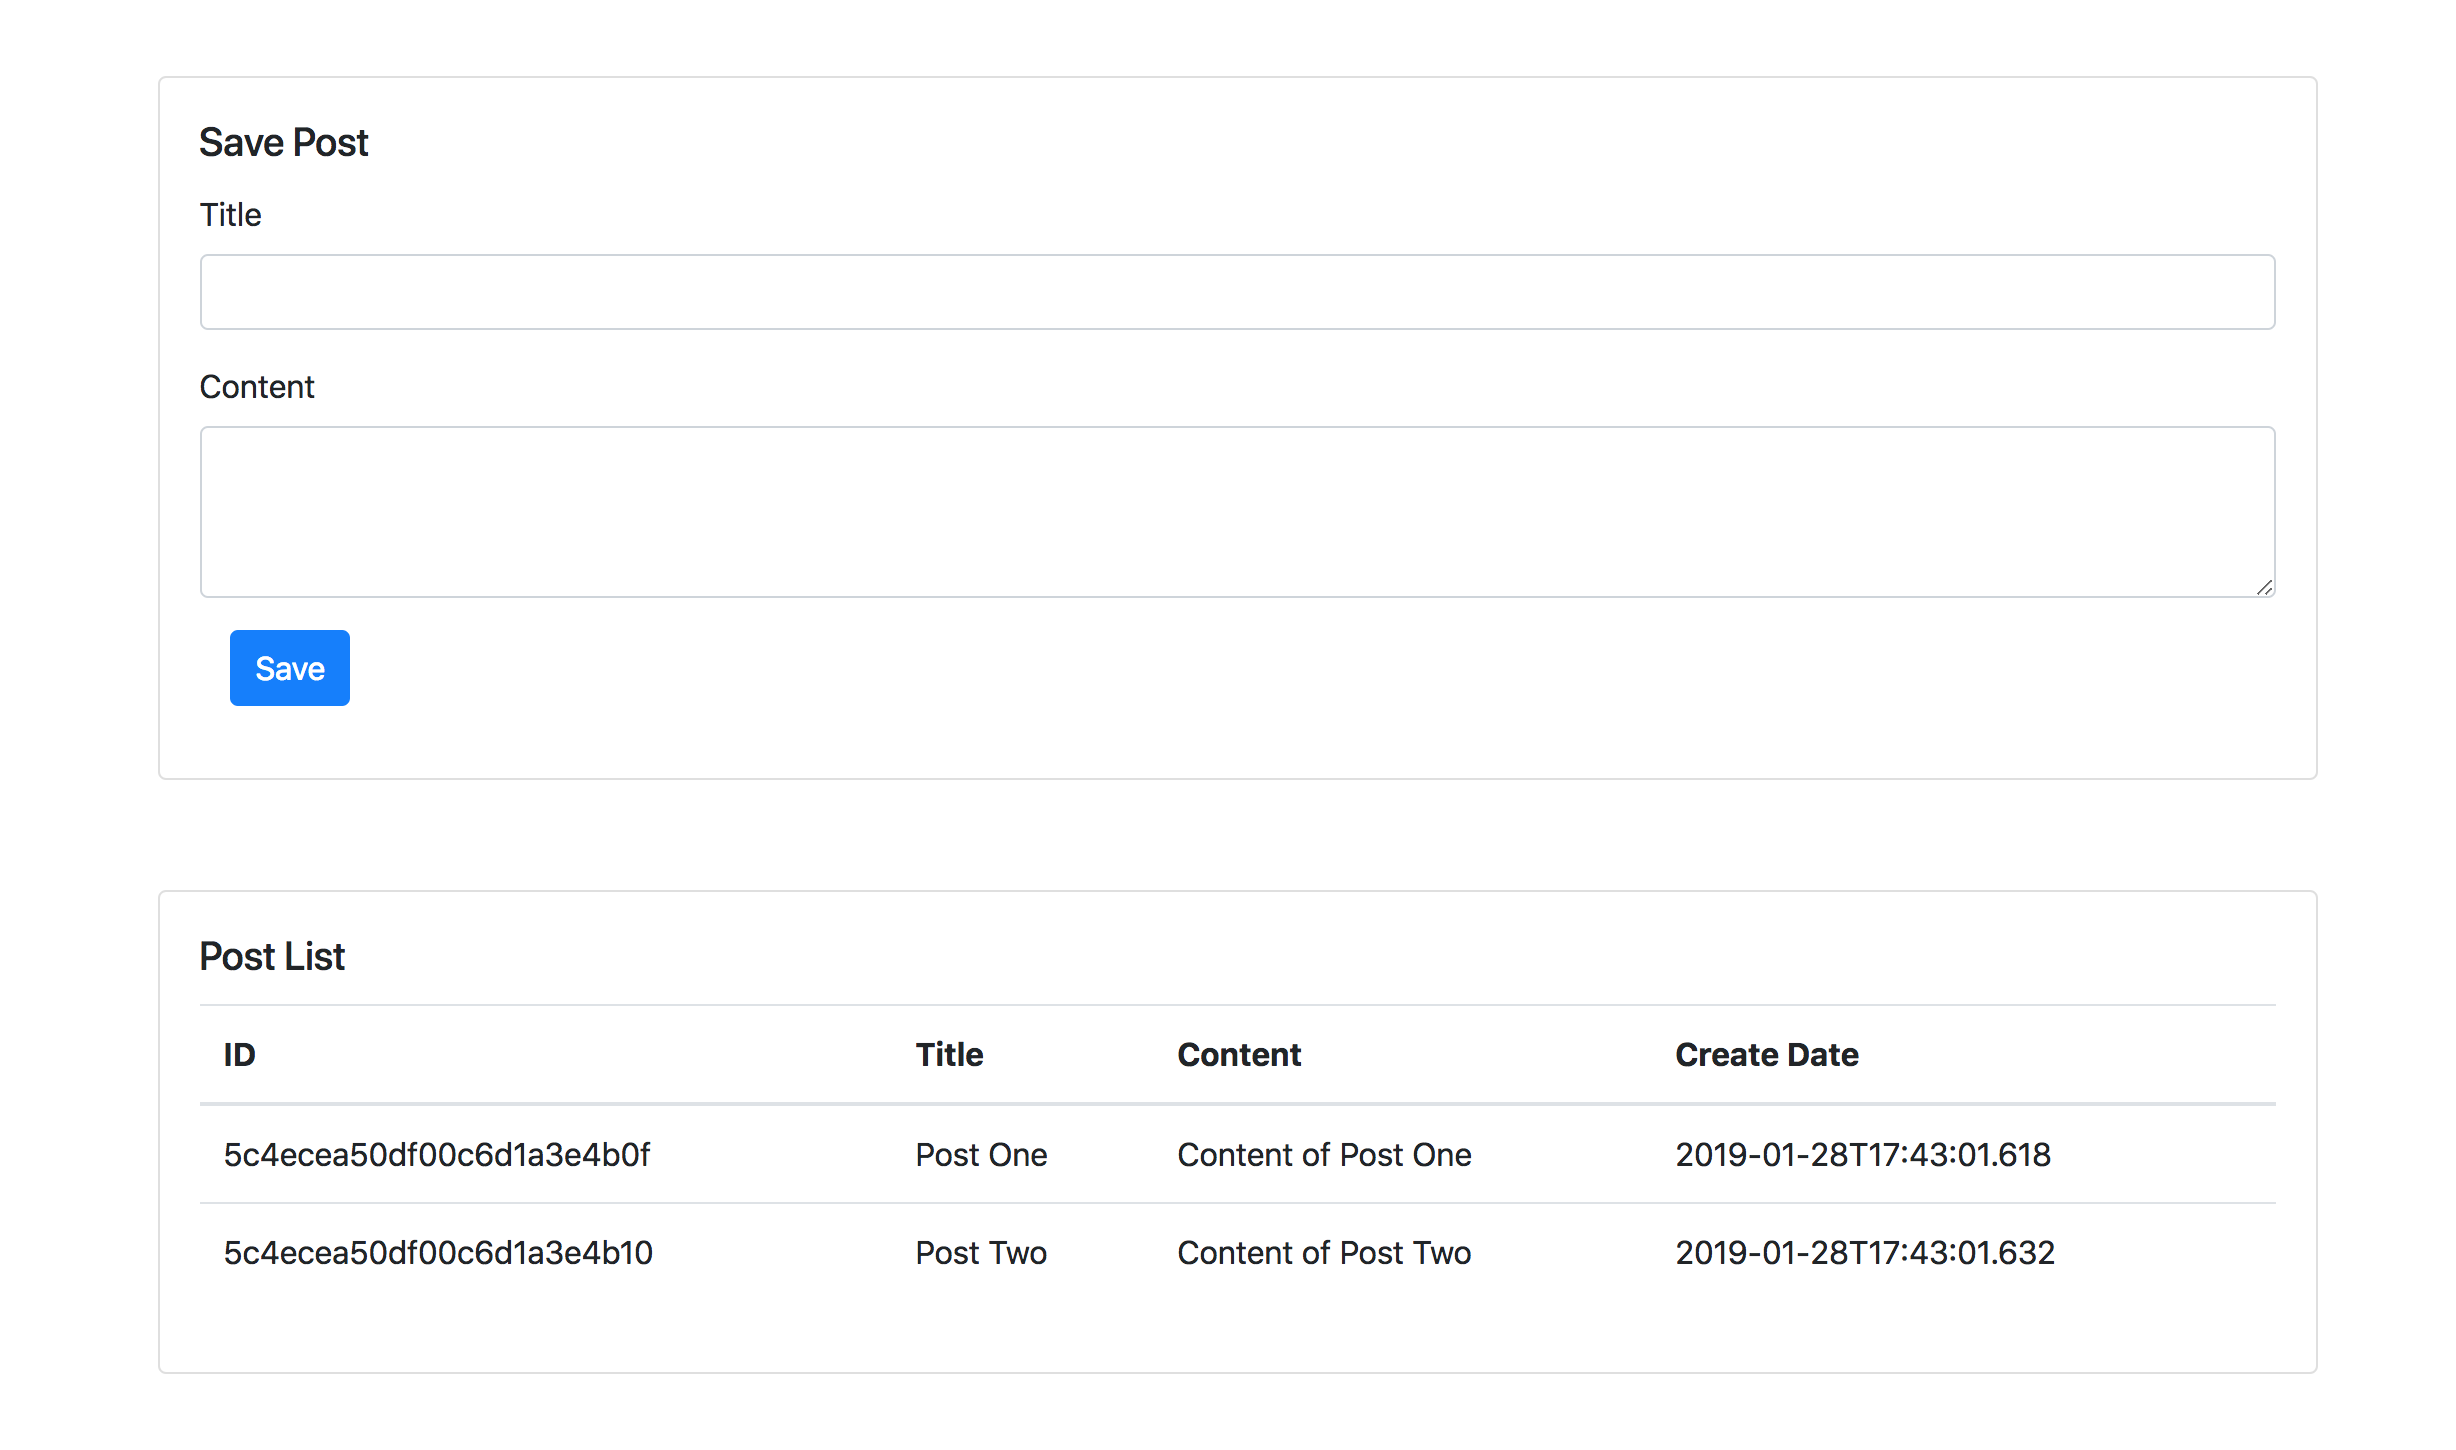 Save Post
Title
Content
Save
Post List
ID Title Content Create Date
5c4ecea50df00c6d1a3e4b0f Post One Content of Post One 2019-01-28T17:43:01.618
5c4ecea50df00c6d1a3e4b10 Post Two Content of Post Two 2019-01-28T17:43:01.632